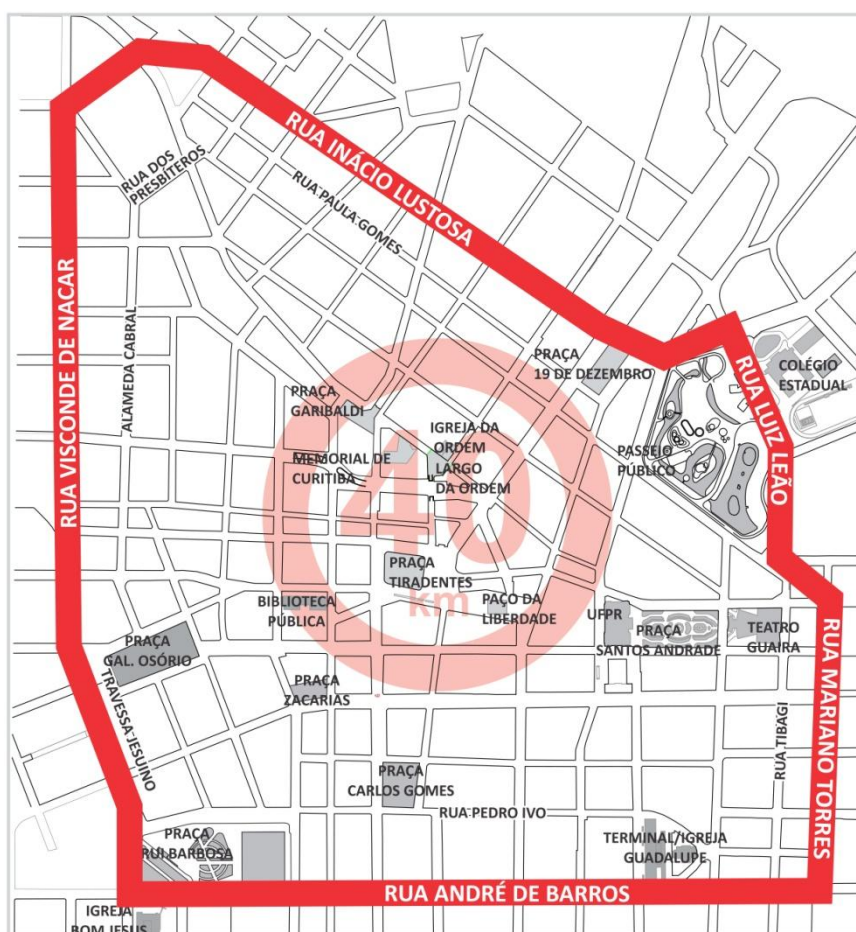 RUA INÁCIO LUSTOSA
RUA DOS
PRESBÍTEROS
RUA PAULA GOMES
RUA VISCONDE DE NACAR
ALAMEDA CABRAL
PRAÇA
19 DE DEZEMBRO
COLÉGIO
ESTADUAL
RUA LUIZ LEÃO
PRAÇA
GARIBALDI
IGREJA DA
ORDEM
LARGO
DA ORDEM
MEMORIAL DE
CURITIBA
PASSEIO
PÚBLICO
40
km
PRAÇA
TIRADENTES
BIBLIOTECA
PÚBLICA
PAÇO DA
LIBERDADE
UFPR
PRAÇA
SANTOS ANDRADE
TEATRO
GUAIRA
RUA MARIANO TORRES
PRAÇA
GAL. OSÓRIO
TRAVESSA JESUINO
PRAÇA
ZACARIAS
RUA TIBAGI
PRAÇA
CARLOS GOMES
RUA PEDRO IVO
PRAÇA
RUI BARBOSA
TERMINAL/IGREJA
GUADALUPE
RUA ANDRÉ DE BARROS
IGREJA
BOM JESUS